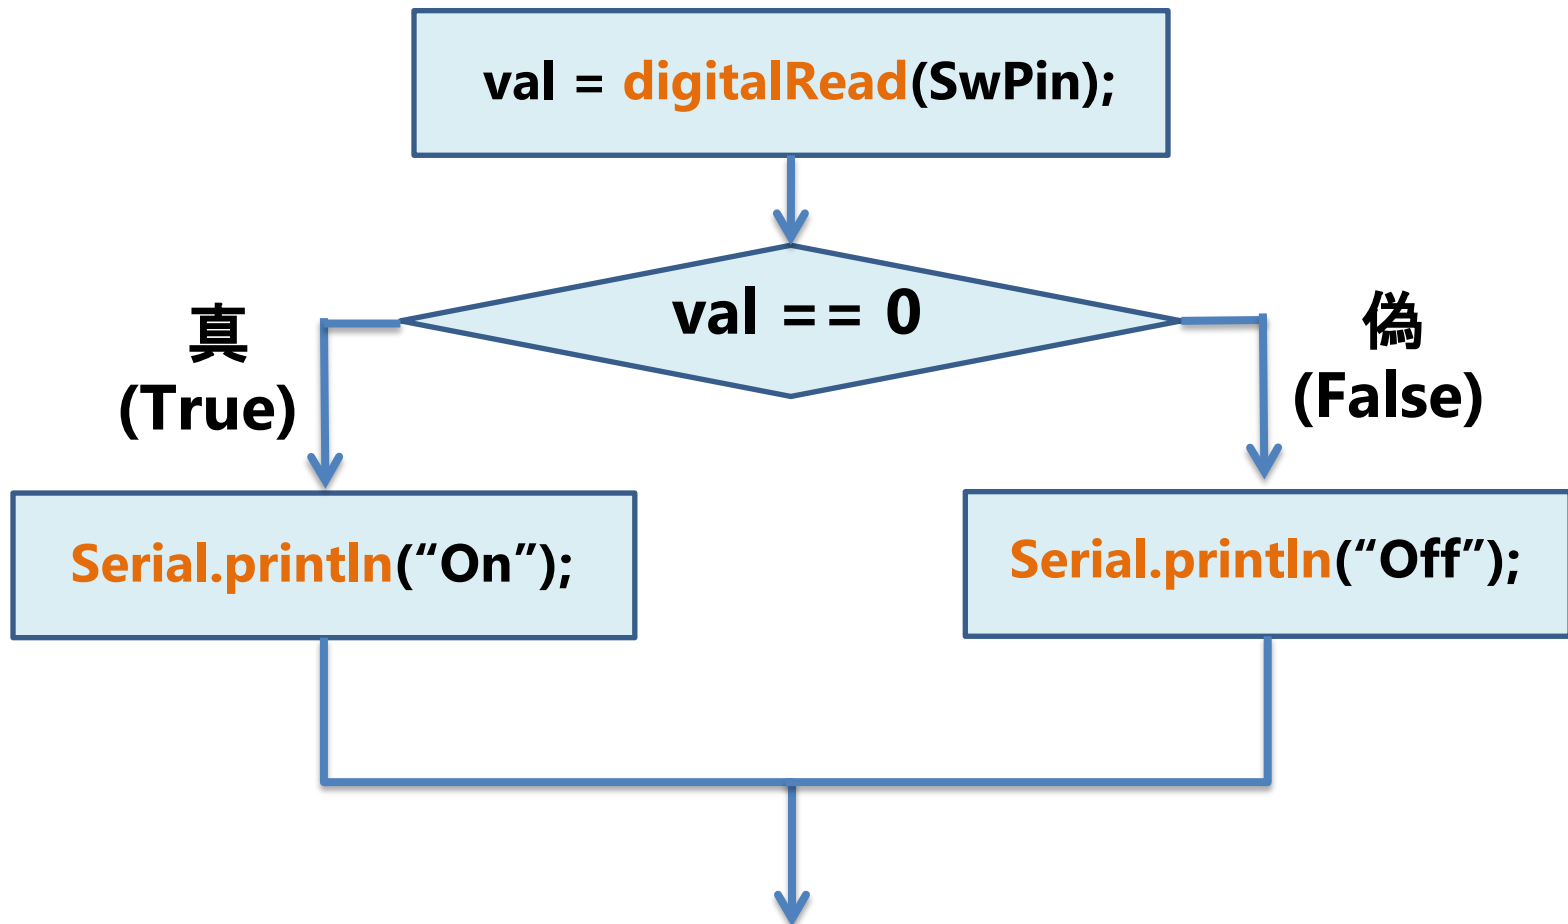 val = digitalRead(SwPin);
val == 0
真
(True)
偽
(False)
Serial.println(“On”);
Serial.println(“Off”);